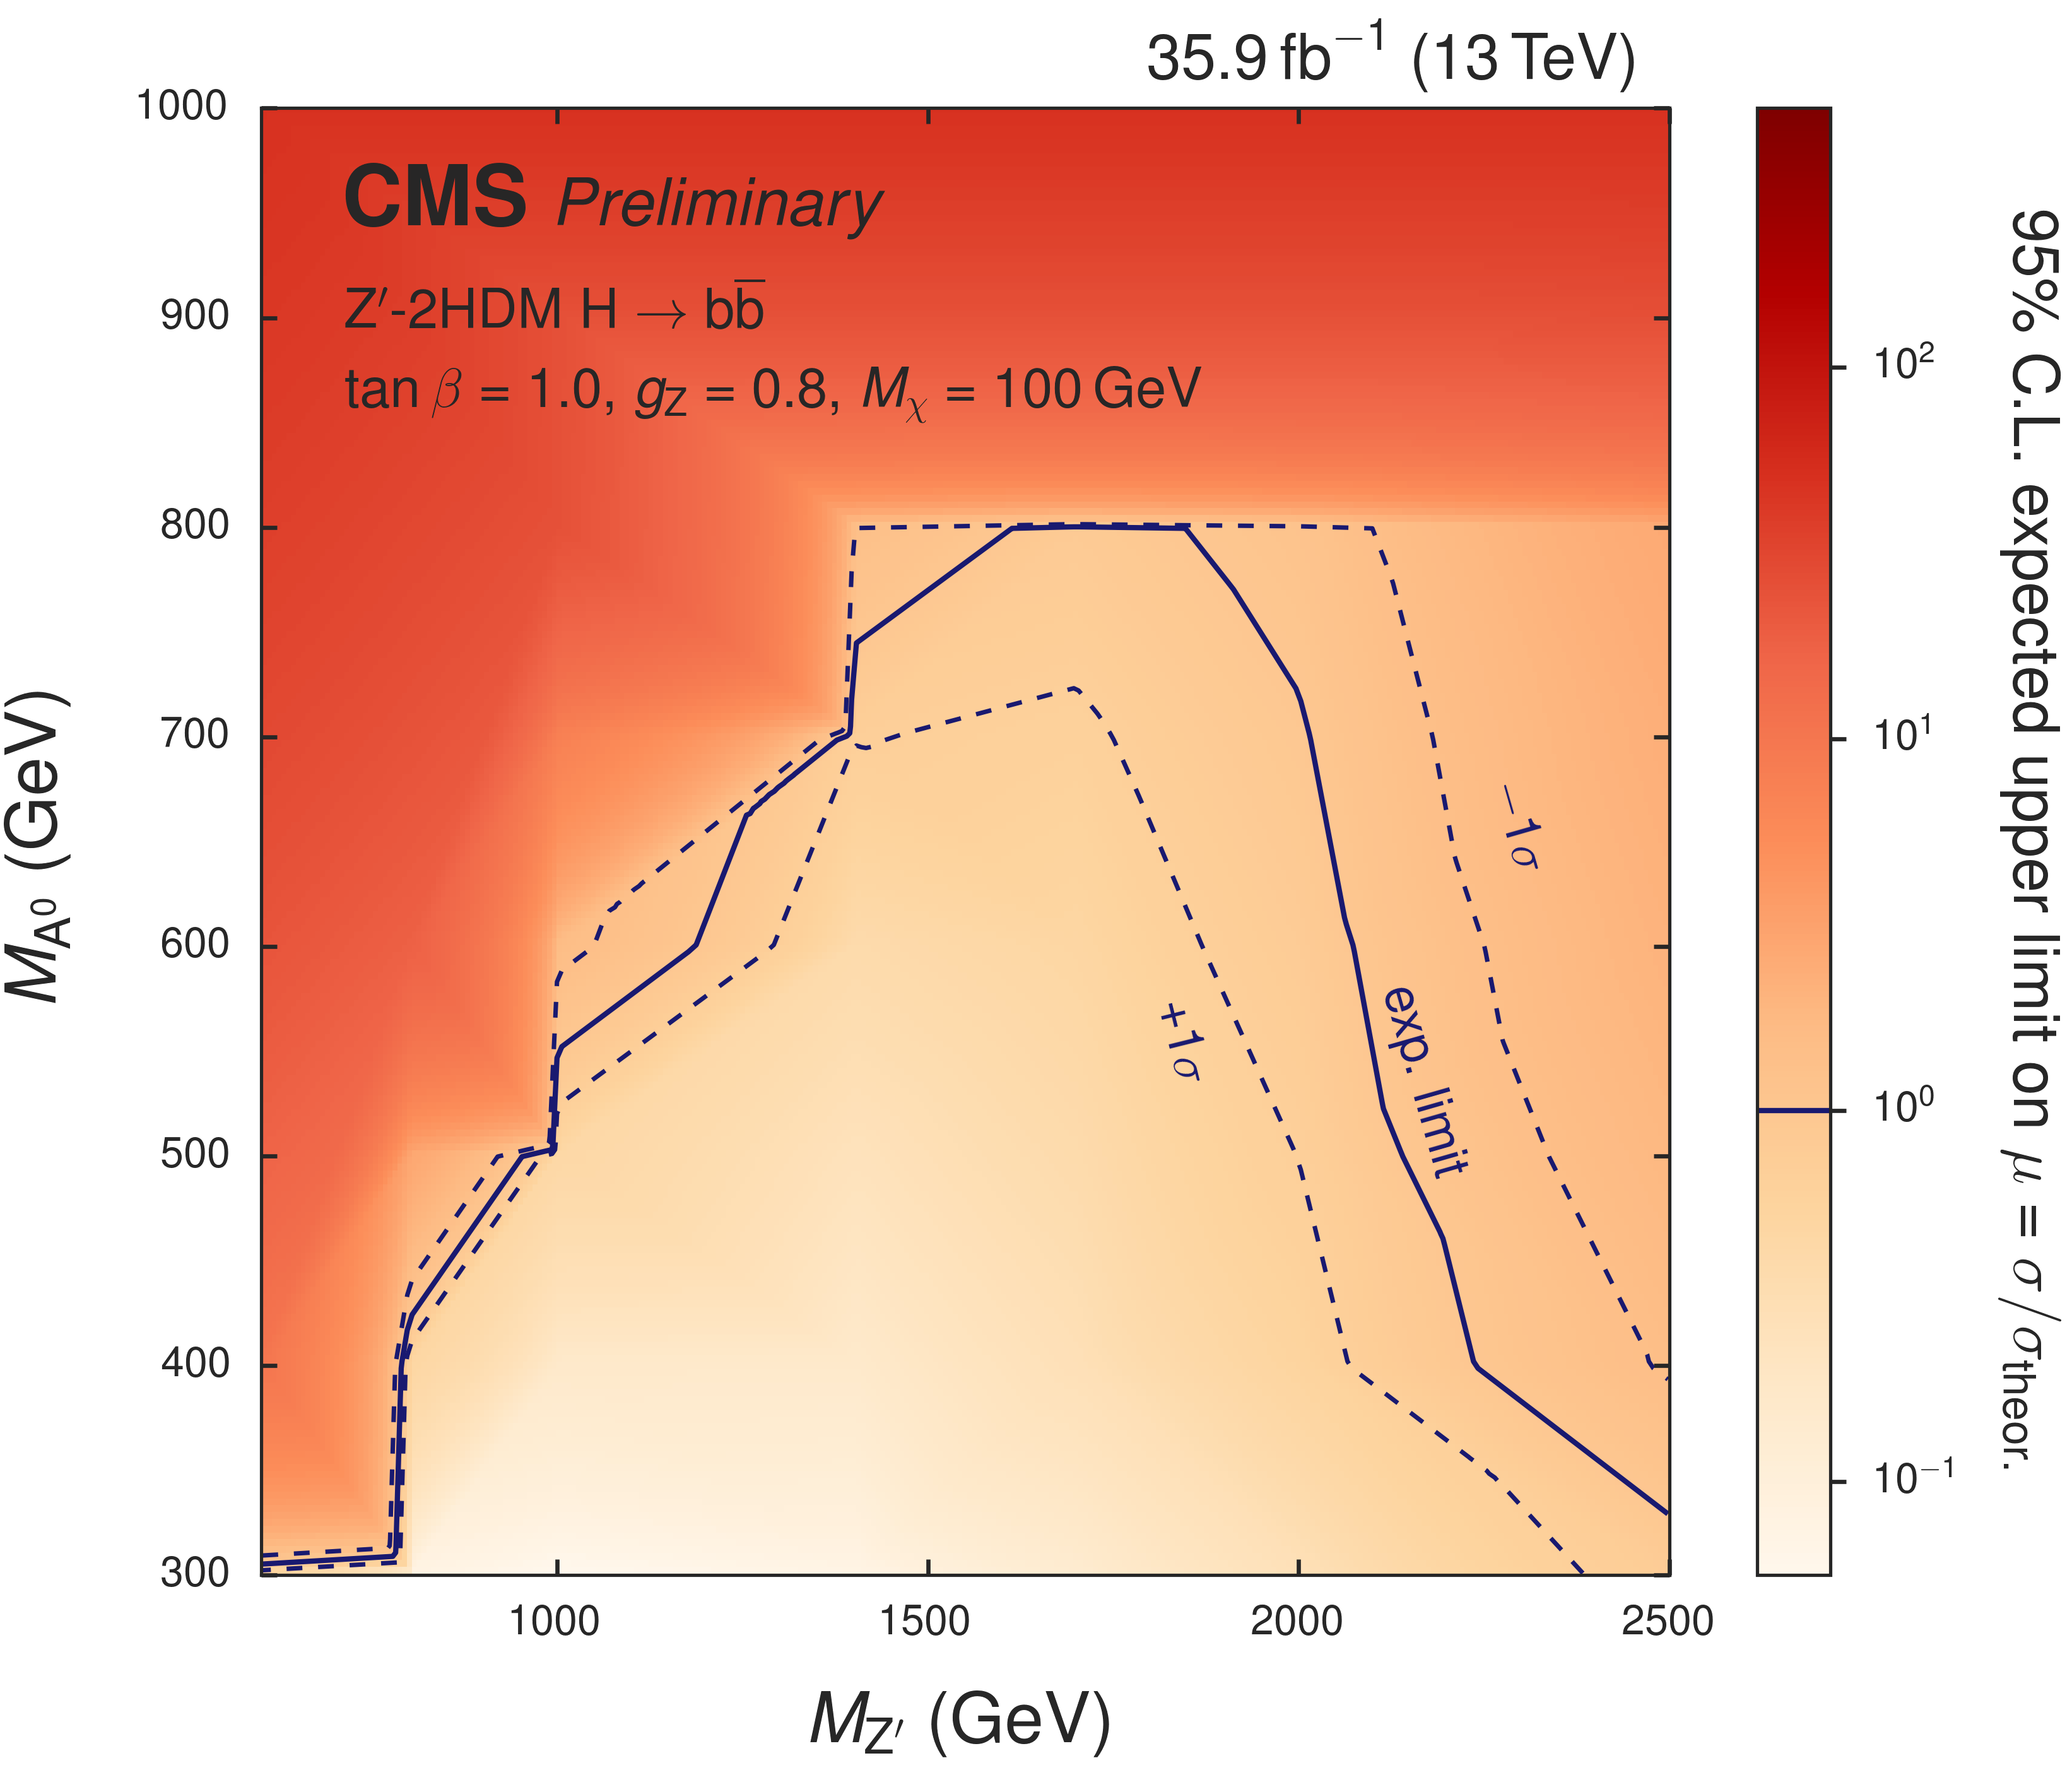 35.9 fb⁻¹ (13 TeV)
CMS Preliminary
Z′-2HDM H → bb̅
tan β = 1.0, g_Z = 0.8, M_χ = 100 GeV
1000
900
800
700
600
500
400
300
M_A⁰ (GeV)
1000
1500
2000
2500
M_Z′ (GeV)
−1σ
exp. limit
+1σ
10²
10¹
10⁰
10⁻¹
95% C.L. expected upper limit on μ = σ/σ_theor.